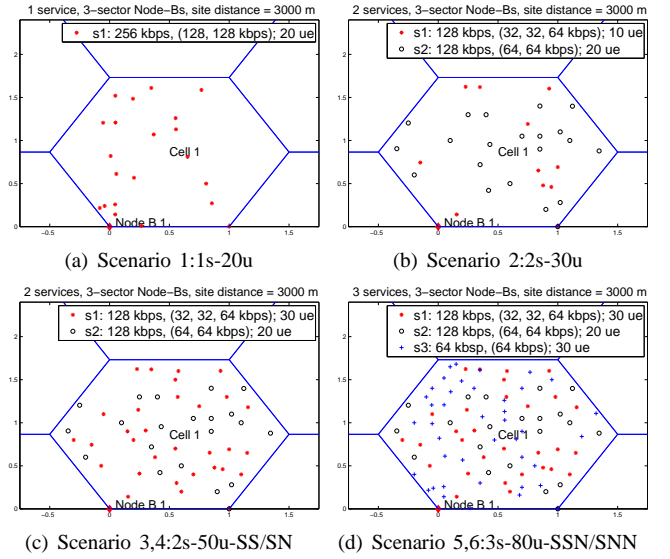 1 service, 3-sector Node-Bs, site distance = 3000 m
s1: 256 kbps, (128, 128 kbps); 20 ue
2
1.5
1
0.5
0
Cell 1
Node B 1
-0.5 0 0.5 1 1.5
(a) Scenario 1:1s-20u
2 services, 3-sector Node-Bs, site distance = 3000 m
s1: 128 kbps, (32, 32, 64 kbps); 10 ue
s2: 128 kbps, (64, 64 kbps); 20 ue
2
1.5
1
0.5
0
Cell 1
Node B 1
-0.5 0 0.5 1 1.5
(b) Scenario 2:2s-30u
2 services, 3-sector Node-Bs, site distance = 3000 m
s1: 128 kbps, (32, 32, 64 kbps); 30 ue
s2: 128 kbps, (64, 64 kbps); 20 ue
2
1.5
1
0.5
0
Cell 1
Node B 1
-0.5 0 0.5 1 1.5
(c) Scenario 3,4:2s-50u-SS/SN
3 services, 3-sector Node-Bs, site distance = 3000 m
s1: 128 kbps, (32, 32, 64 kbps); 30 ue
s2: 128 kbps, (64, 64 kbps); 20 ue
s3: 64 kbsp, (64 kbps); 30 ue
2
1.5
1
0.5
0
Cell 1
Node B 1
-0.5 0 0.5 1 1.5
(d) Scenario 5,6:3s-80u-SSN/SNN